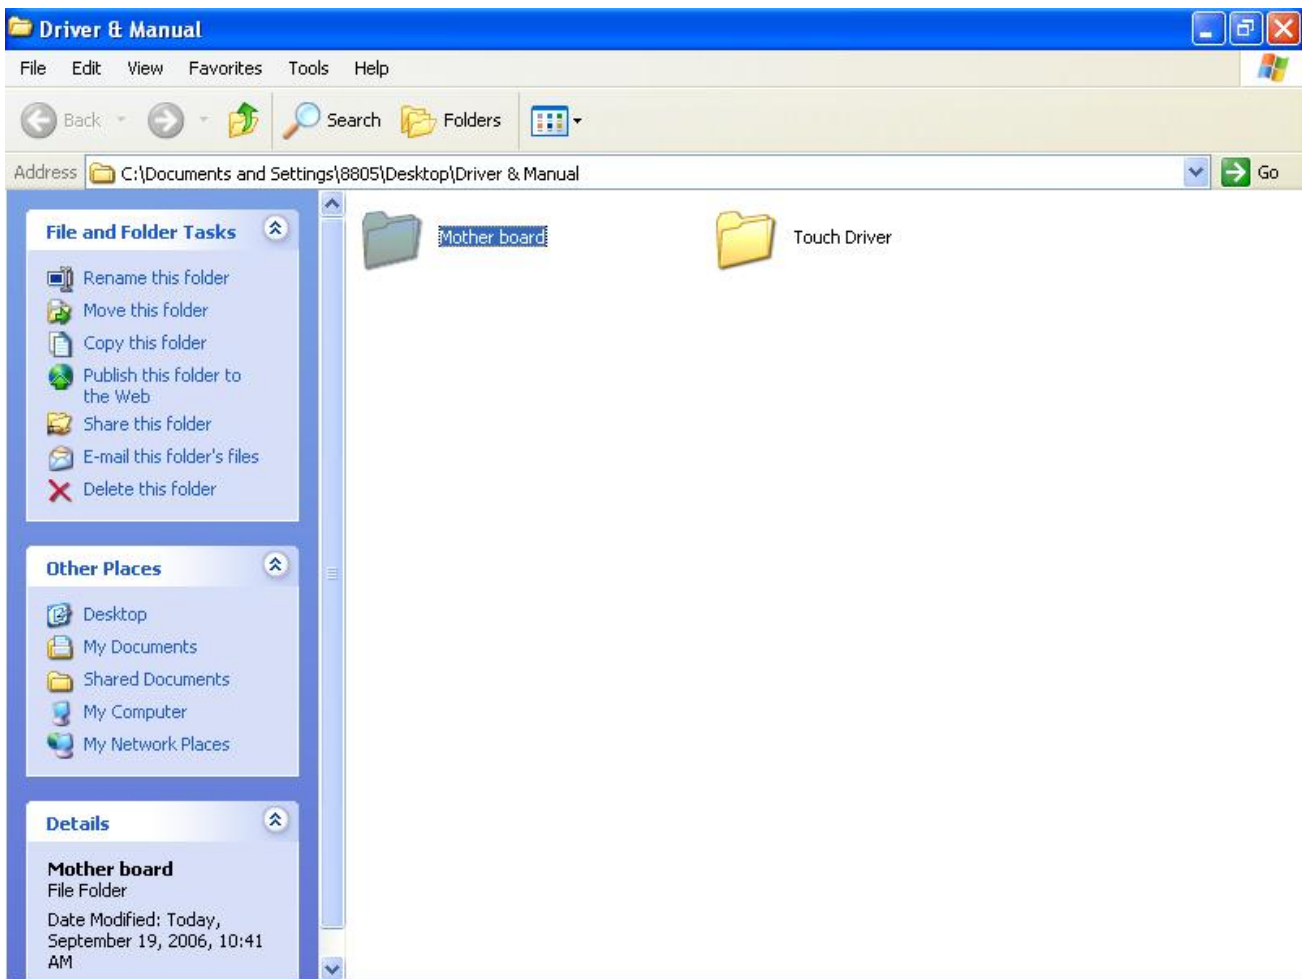 Driver & Manual
File Edit View Favorites Tools Help
Back Search Folders
Address C:\Documents and Settings\8805\Desktop\Driver & Manual Go
File and Folder Tasks
Rename this folder
Move this folder
Copy this folder
Publish this folder to
the Web
Share this folder
E-mail this folder's files
Delete this folder
Other Places
Desktop
My Documents
Shared Documents
My Computer
My Network Places
Details
Mother board
File Folder
Date Modified: Today,
September 19, 2006, 10:41
AM
Mother board
Touch Driver